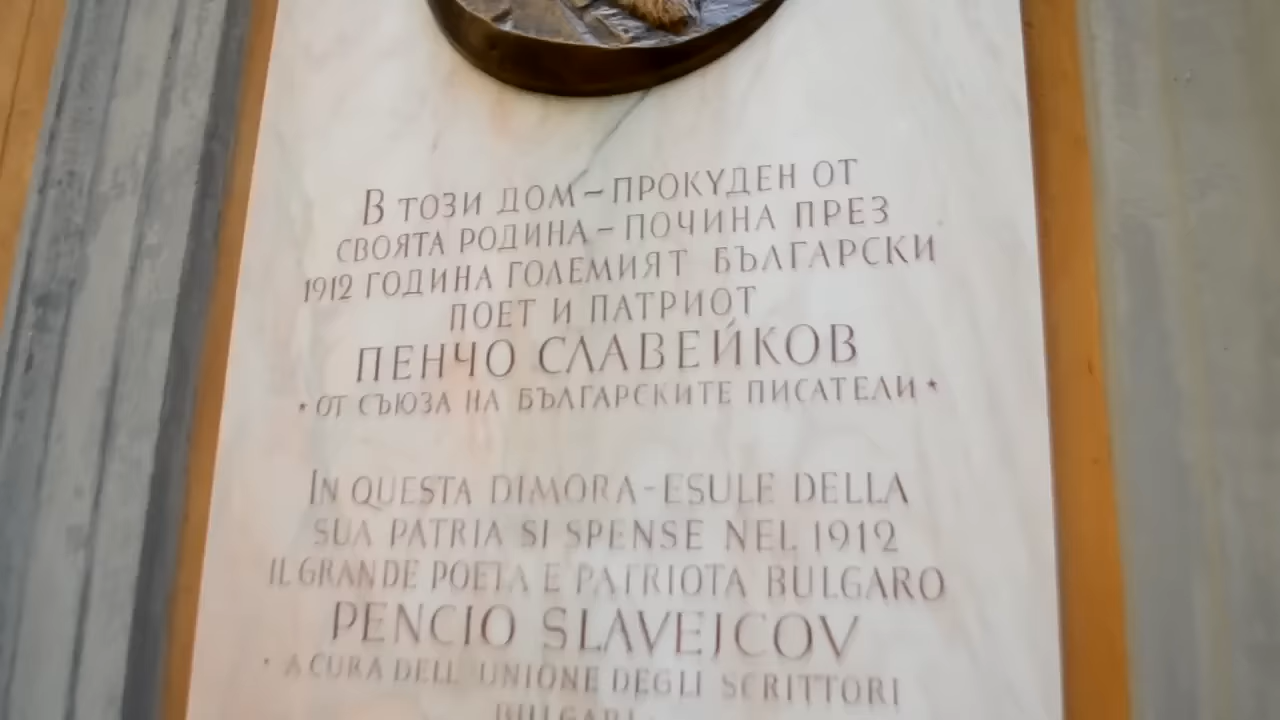 В ТОЗИ ДОМ – ПРОКУДЕН ОТ
СВОЯТА РОДИНА – ПОЧИНА ПРЕЗ
1912 ГОДИНА ГОЛЕМИЯТ БЪЛГАРСКИ
ПОЕТ И ПАТРИОТ
ПЕНЧО СЛАВЕЙКОВ
• ОТ СЪЮЗА НА БЪЛГАРСКИТЕ ПИСАТЕЛИ •
IN QUESTA DIMORA - ESULE DELLA
SUA PATRIA SI SPENSE NEL 1912
IL GRANDE POETA E PATRIOTA BULGARO
PENCIO SLAVEJCOV
• A CURA DELL' UNIONE DEGLI SCRITTORI
BULGARI